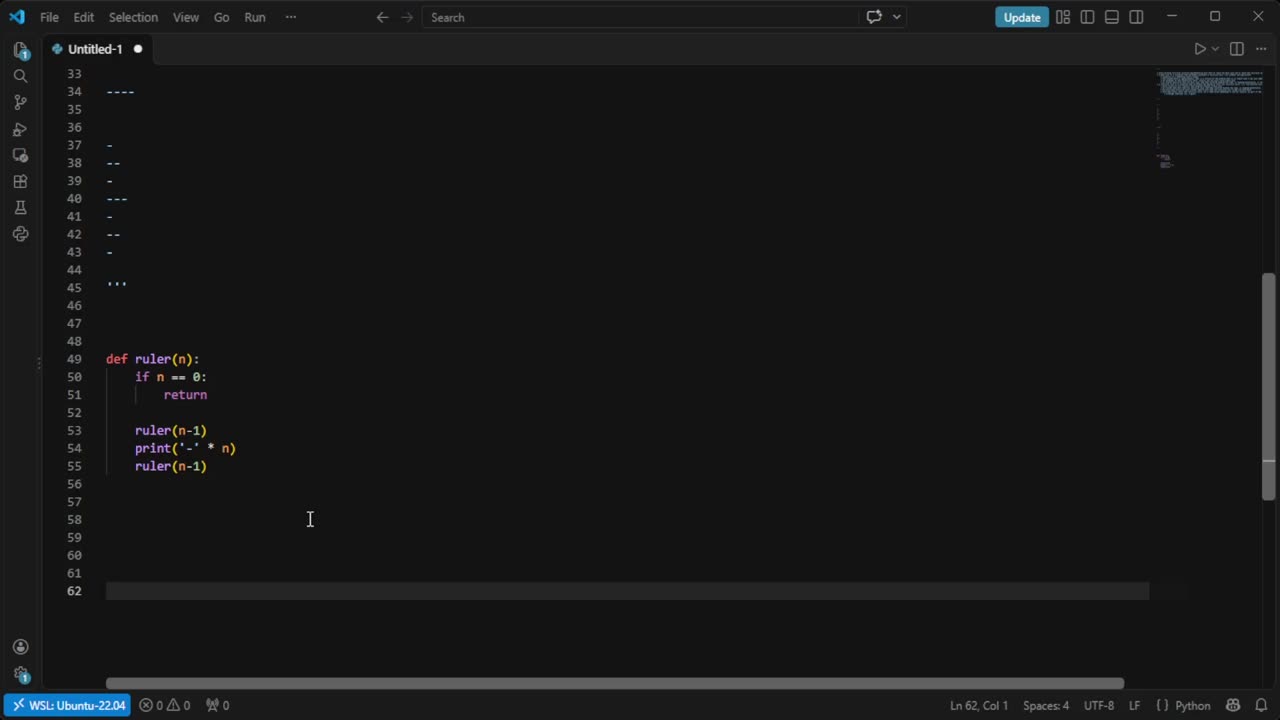 File Edit Selection View Go Run ··· Search Update
Untitled-1
33
34 ----
35
36
37 -
38 --
39 -
40 ---
41 -
42 --
43 -
44
45 '''
46
47
48
49 def ruler(n):
50 if n == 0:
51 return
52
53 ruler(n-1)
54 print('-' * n)
55 ruler(n-1)
56
57
58
59
60
61
62
1
1
WSL: Ubuntu-22.04 0 0 0 Ln 62, Col 1 Spaces: 4 UTF-8 LF { } Python